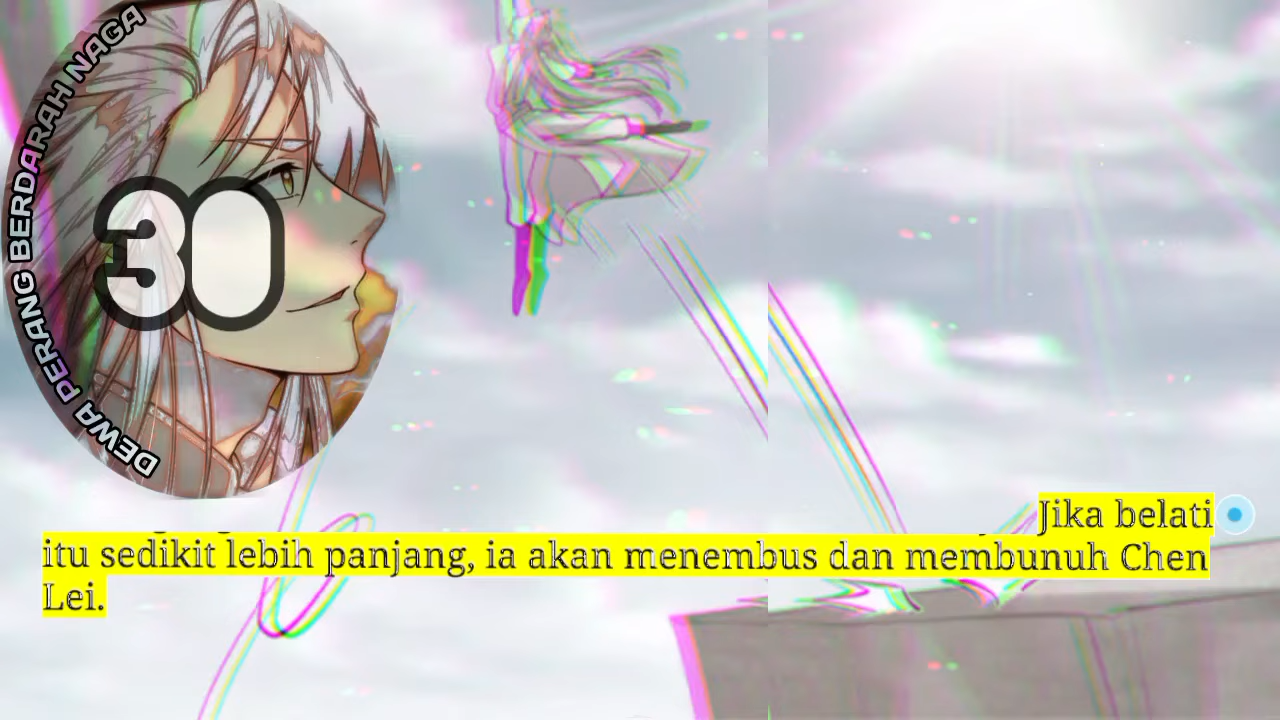 DEWA PERANG BERDARAH NAGA
30
Jika belati
itu sedikit lebih panjang, ia akan menembus dan membunuh Chen
Lei.